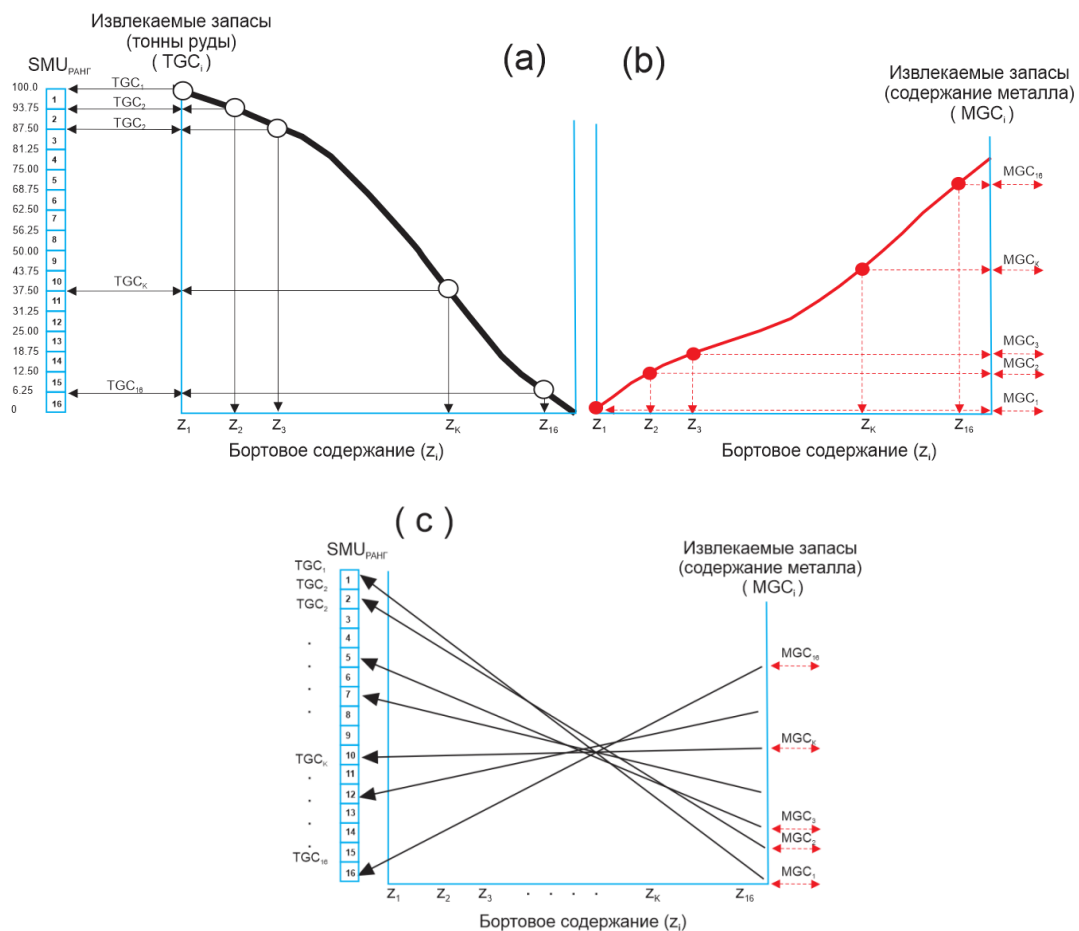 Извлекаемые запасы
(тонны руды)
( TGCi )
SMUРАНГ
(a)
100.0
93.75
87.50
81.25
75.00
68.75
62.50
56.25
50.00
43.75
37.50
31.25
25.00
18.75
12.50
6.25
0
1
2
3
4
5
6
7
8
9
10
11
12
13
14
15
16
TGC1
TGC2
TGC2
TGCK
TGC16
Z1 Z2 Z3 ZK Z16
Бортовое содержание (zi)
(b)
Извлекаемые запасы
(содержание металла)
( MGCi )
MGC16
MGCK
MGC3
MGC2
MGC1
Z1 Z2 Z3 ZK Z16
Бортовое содержание (zi)
( c )
SMUРАНГ
Извлекаемые запасы
(содержание металла)
( MGCi )
TGC1
TGC2
TGC2
TGCK
TGC16
1
2
3
4
5
6
7
8
9
10
11
12
13
14
15
16
MGC16
MGCK
MGC3
MGC2
MGC1
Z1 Z2 Z3 . . . . ZK Z16
Бортовое содержание (zi)